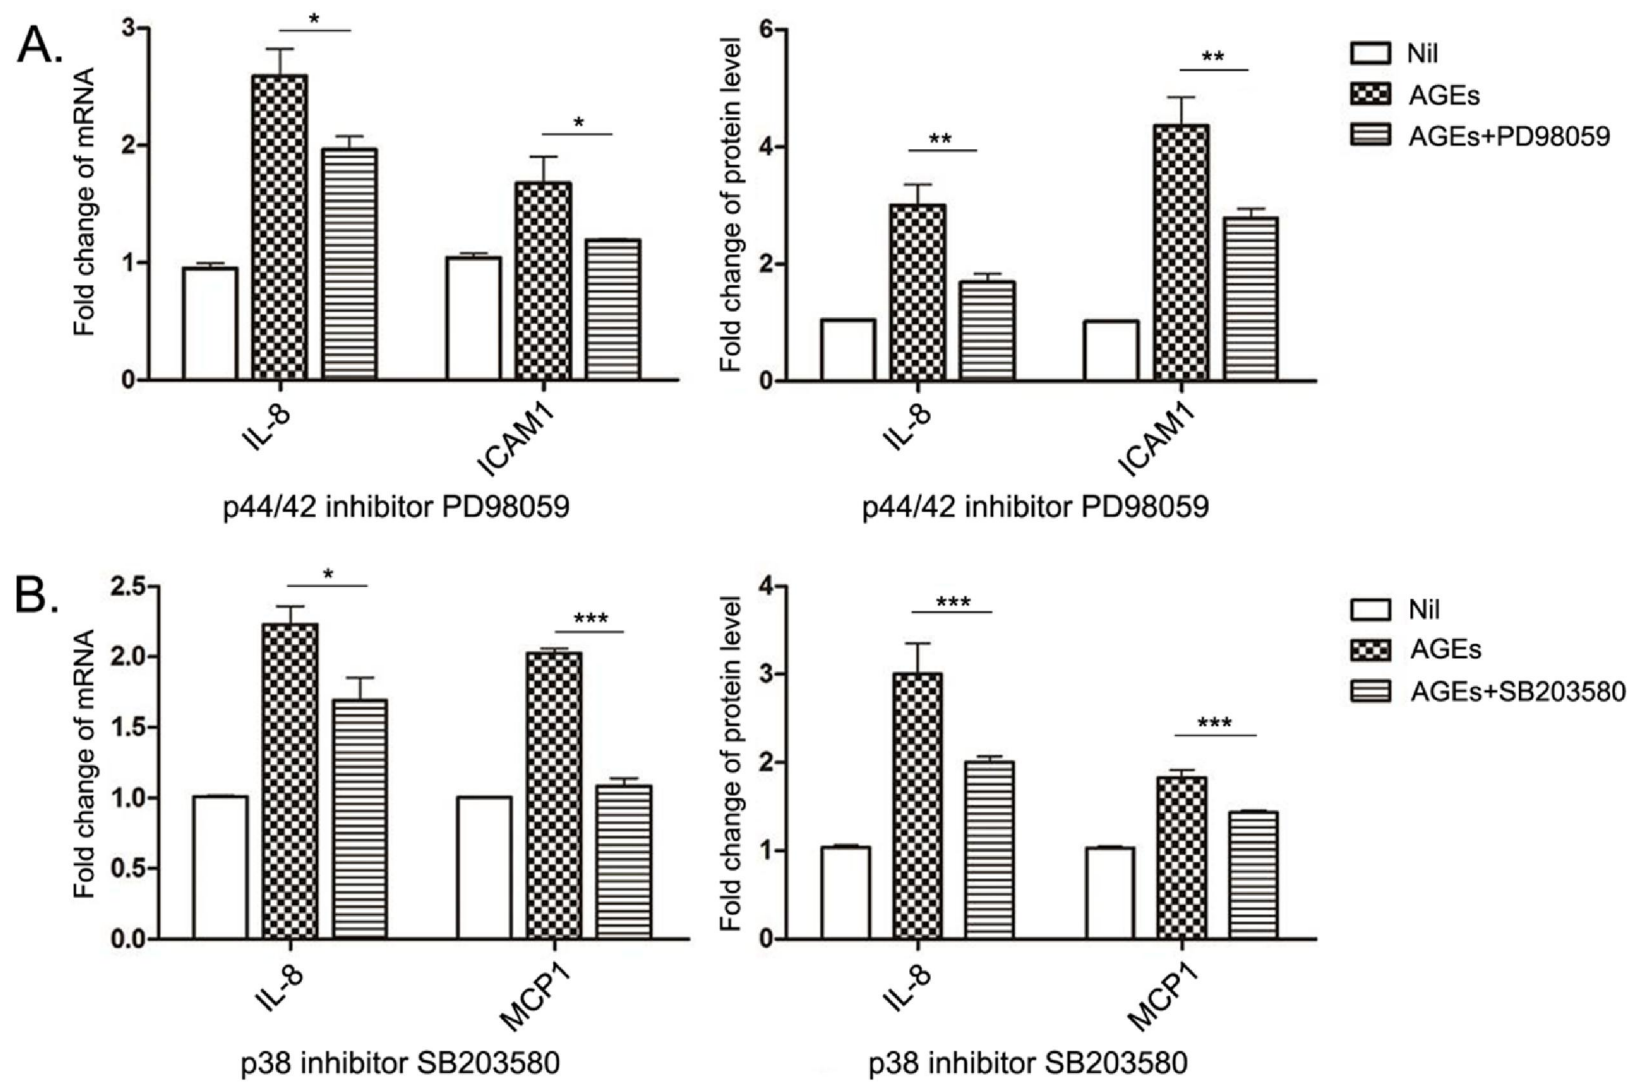 A.
Fold change of mRNA
3
2
1
0
*
*
IL-8
ICAM1
p44/42 inhibitor PD98059
Fold change of protein level
6
4
2
0
**
**
IL-8
ICAM1
p44/42 inhibitor PD98059
Nil
AGEs
AGEs+PD98059
B.
Fold change of mRNA
2.5
2.0
1.5
1.0
0.5
0.0
*
***
IL-8
MCP1
p38 inhibitor SB203580
Fold change of protein level
4
3
2
1
0
***
***
IL-8
MCP1
p38 inhibitor SB203580
Nil
AGEs
AGEs+SB203580